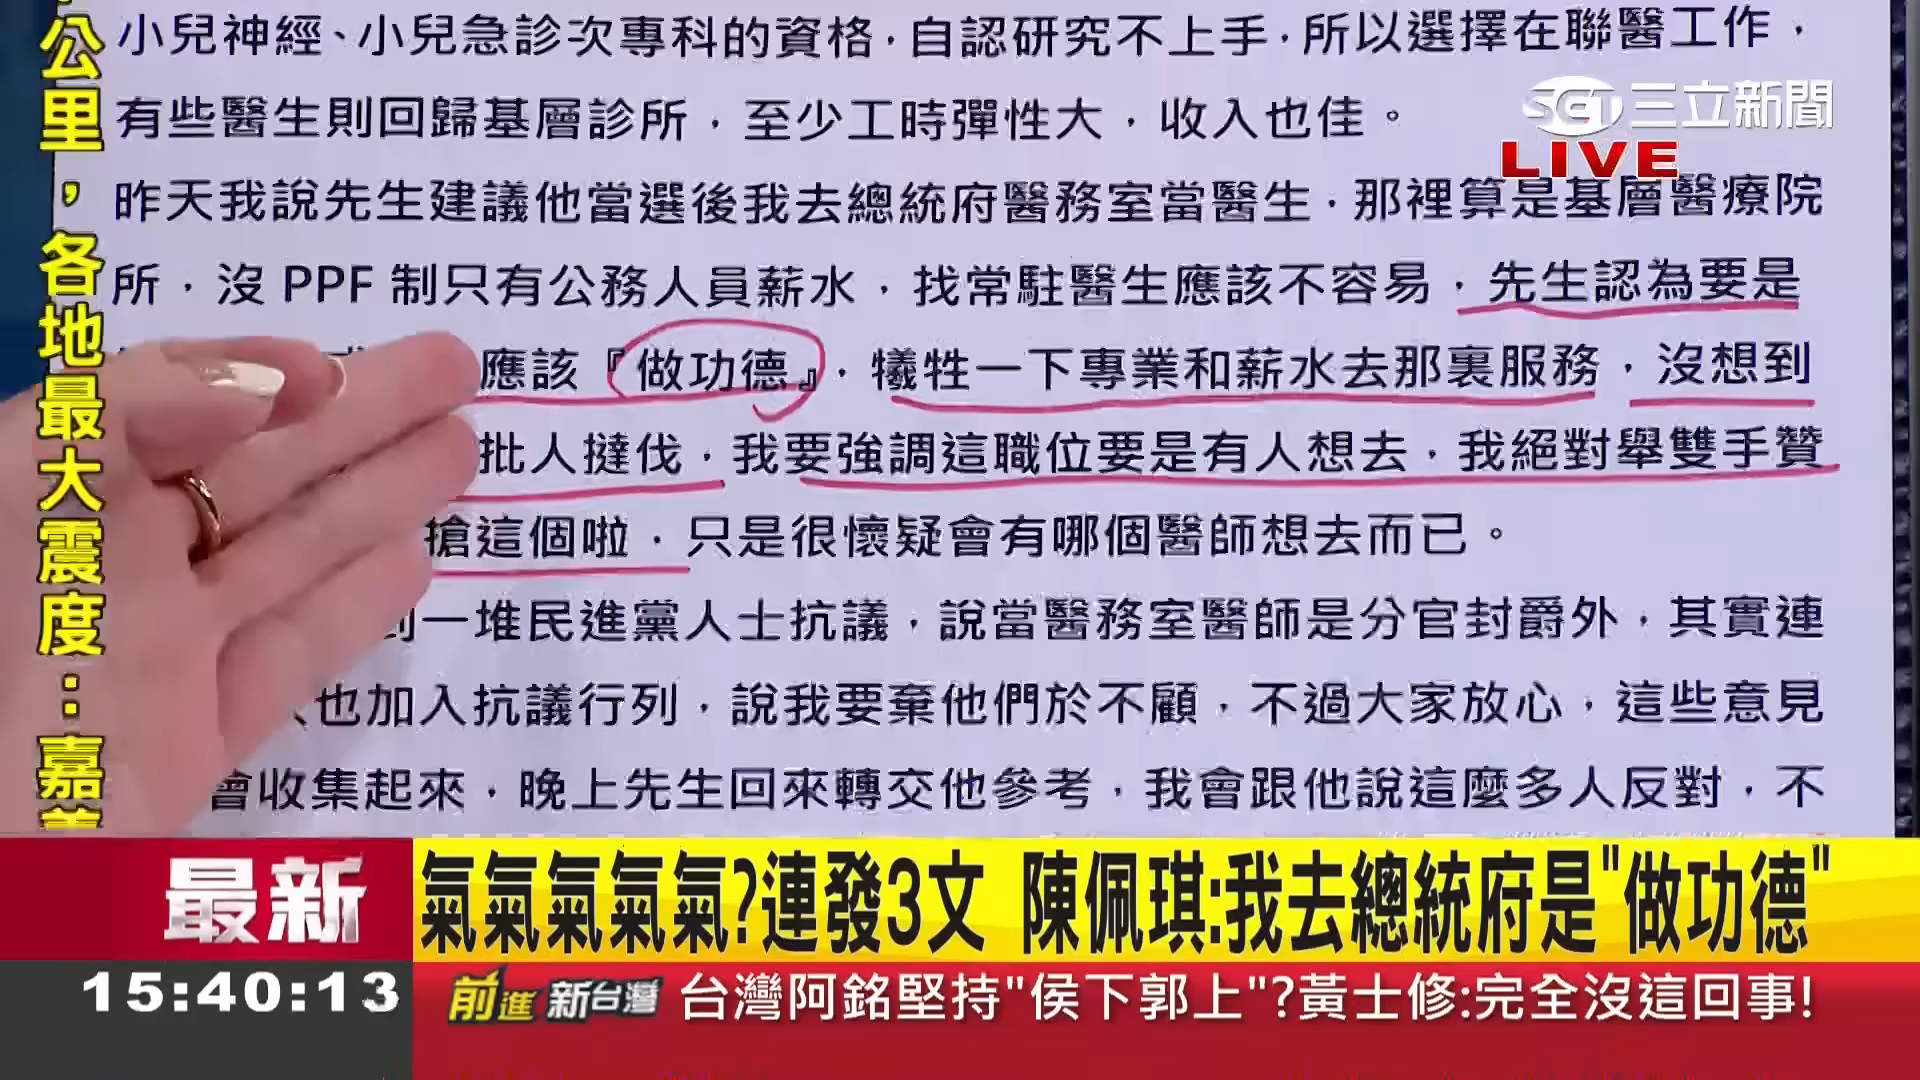 小兒神經、小兒急診次專科的資格，自認研究不上手，所以選擇在聯醫工作，
有些醫生則回歸基層診所，至少工時彈性大，收入也佳。
昨天我說先生建議他當選後我去總統府醫務室當醫生，那裡算是基層醫療院
所，沒 PPF 制只有公務人員薪水，找常駐醫生應該不容易，先生認為要是
應該『做功德』，犧牲一下專業和薪水去那裏服務，沒想到
批人撻伐，我要強調這職位要是有人想去，我絕對舉雙手贊
搶這個啦，只是很懷疑會有哪個醫師想去而已。
到一堆民進黨人士抗議，說當醫務室醫師是分官封爵外，其實連
也加入抗議行列，說我要棄他們於不顧，不過大家放心，這些意見
會收集起來，晚上先生回來轉交他參考，我會跟他說這麼多人反對，不
公里，各地最大震度：嘉義
SET 三立新聞
LIVE
最新
氣氣氣氣氣?連發3文 陳佩琪:我去總統府是"做功德"
15:40:13
前進新台灣
台灣阿銘堅持"侯下郭上"?黃士修:完全沒這回事!